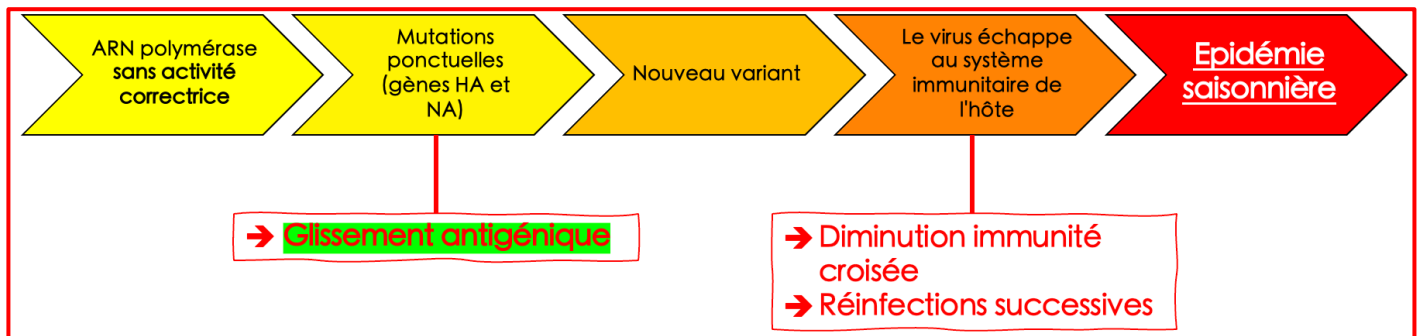 ARN polymérase
sans activité
correctrice
Mutations
ponctuelles
(gènes HA et
NA)
Nouveau variant
Le virus échappe
au système
immunitaire de
l'hôte
Epidémie
saisonnière
➔ Glissement antigénique
➔ Diminution immunité
croisée
➔ Réinfections successives